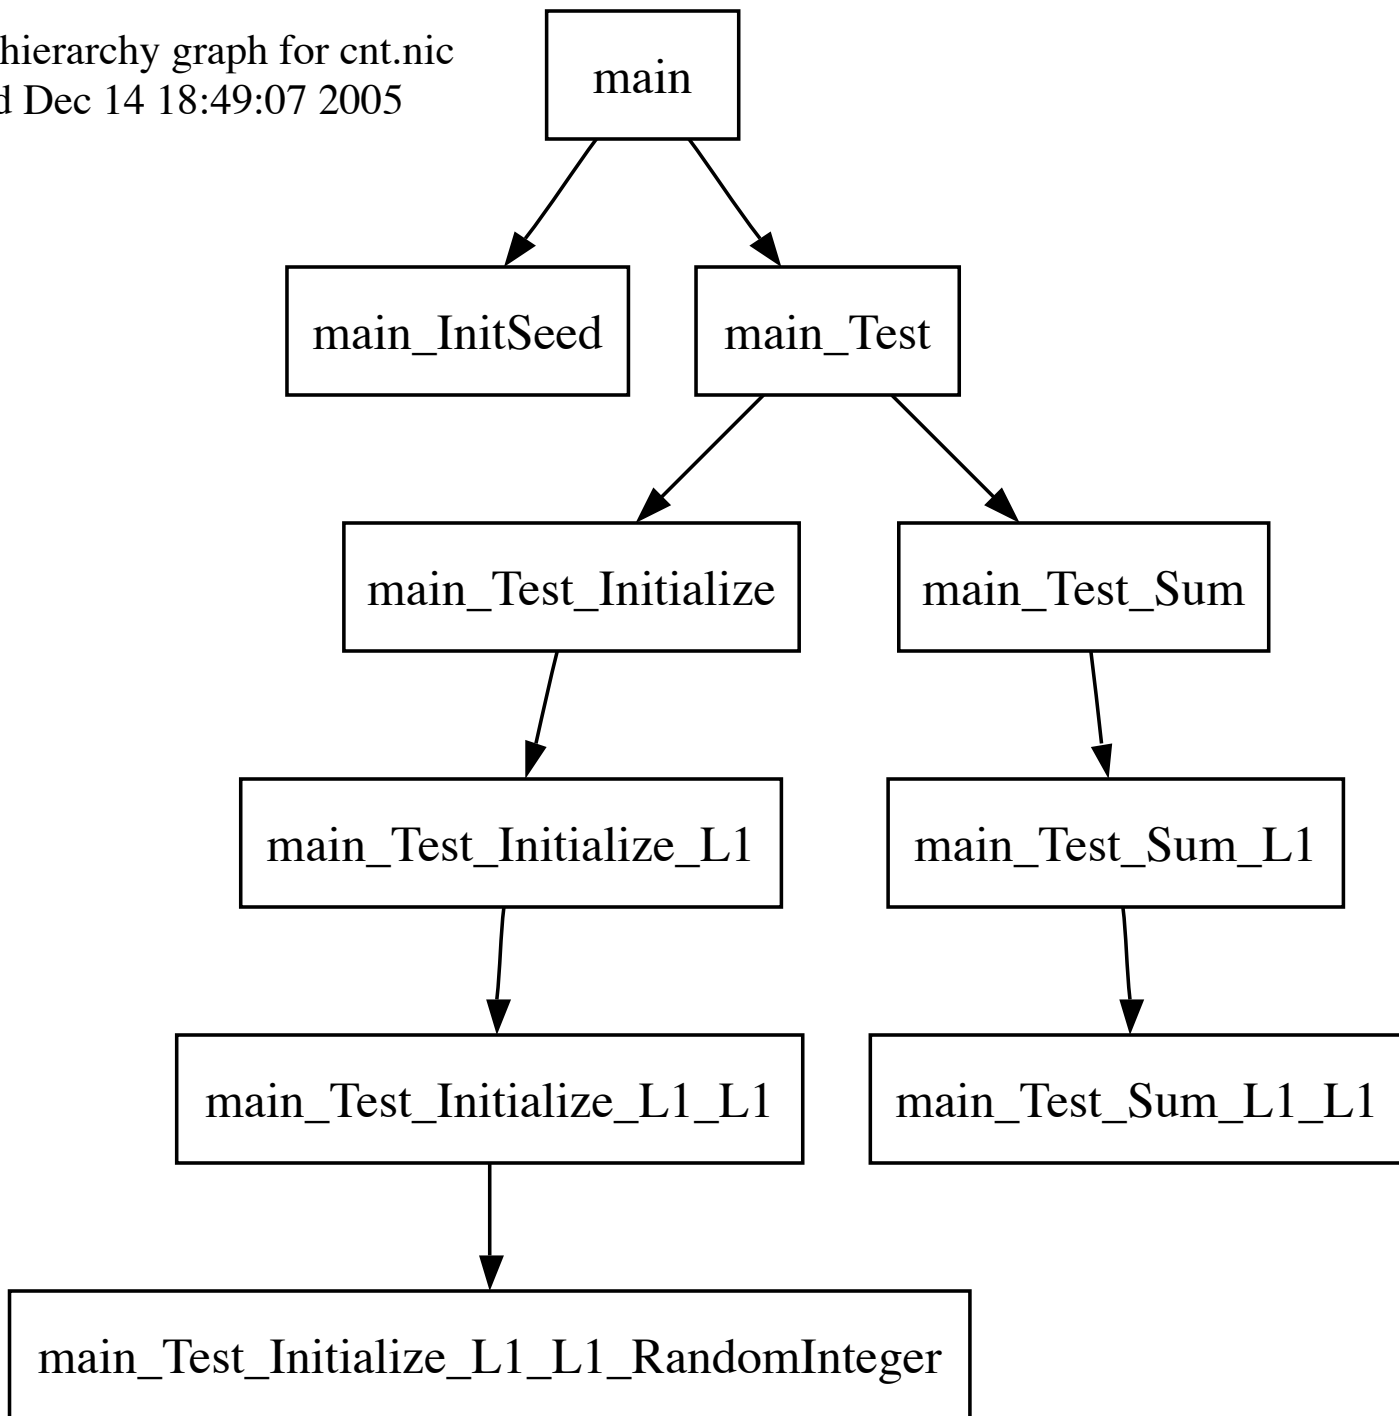 hierarchy graph for cnt.nic
Dec 14 18:49:07 2005
main
main_InitSeed
main_Test
main_Test_Initialize
main_Test_Sum
main_Test_Initialize_L1
main_Test_Sum_L1
main_Test_Initialize_L1_L1
main_Test_Sum_L1_L1
main_Test_Initialize_L1_L1_RandomInteger